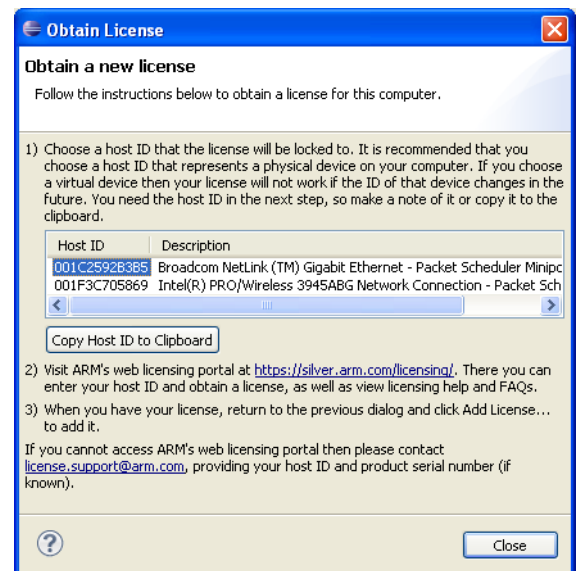 Obtain License
Obtain a new license
Follow the instructions below to obtain a license for this computer.
1) Choose a host ID that the license will be locked to. It is recommended that you
choose a host ID that represents a physical device on your computer. If you choose
a virtual device then your license will not work if the ID of that device changes in the
future. You need the host ID in the next step, so make a note of it or copy it to the
clipboard.
Host ID Description
001C2592B3B5 Broadcom NetLink (TM) Gigabit Ethernet - Packet Scheduler Minipc
001F3C705869 Intel(R) PRO/Wireless 3945ABG Network Connection - Packet Sch
Copy Host ID to Clipboard
2) Visit ARM's web licensing portal at https://silver.arm.com/licensing/. There you can
enter your host ID and obtain a license, as well as view licensing help and FAQs.
3) When you have your license, return to the previous dialog and click Add License...
to add it.
If you cannot access ARM's web licensing portal then please contact
license.support@arm.com, providing your host ID and product serial number (if
known).
? Close